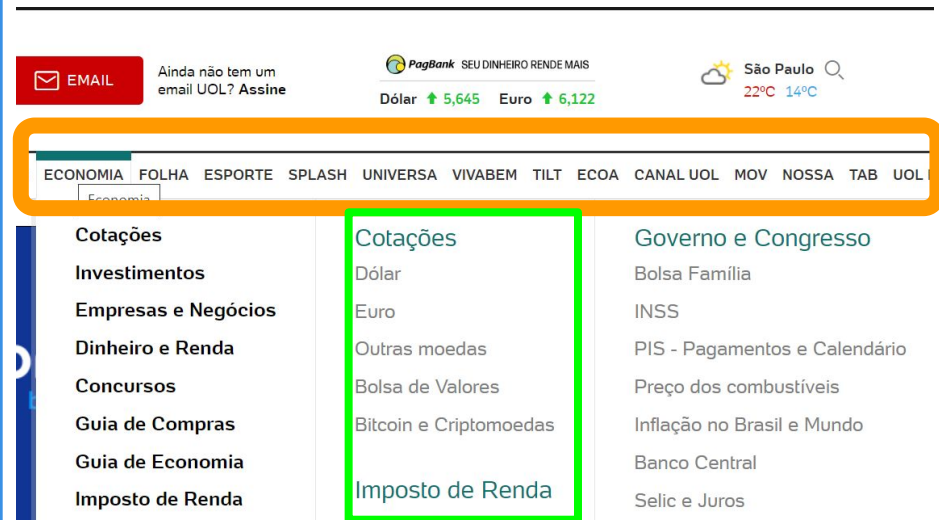 EMAIL
Ainda não tem um
email UOL? Assine
PagBank SEU DINHEIRO RENDE MAIS
Dólar 5,645 Euro 6,122
São Paulo
22ºC 14ºC
ECONOMIA FOLHA ESPORTE SPLASH UNIVERSA VIVABEM TILT ECOA CANAL UOL MOV NOSSA TAB UOL
Economia
Cotações
Investimentos
Empresas e Negócios
Dinheiro e Renda
Concursos
Guia de Compras
Guia de Economia
Imposto de Renda
Cotações
Dólar
Euro
Outras moedas
Bolsa de Valores
Bitcoin e Criptomoedas
Imposto de Renda
Governo e Congresso
Bolsa Família
INSS
PIS - Pagamentos e Calendário
Preço dos combustíveis
Inflação no Brasil e Mundo
Banco Central
Selic e Juros